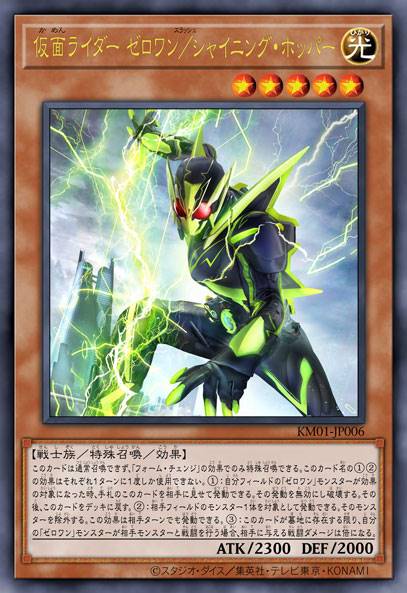 仮面ライダー ゼロワン/シャイニング・ホッパー
光
KM01-JP006
【戦士族/特殊召喚/効果】
このカードは通常召喚できず、「フォーム・チェンジ」の効果でのみ特殊召喚できる。このカード名の①②
の効果はそれぞれ1ターンに1度しか使用できない。①:自分フィールドの「ゼロワン」モンスターが効果
の対象になった時、手札のこのカードを相手に見せて発動できる。その発動を無効にし破壊する。その
後、このカードをデッキに戻す。②:相手フィールドのモンスター1体を対象として発動できる。そのモンス
ターを除外する。この効果は相手ターンでも発動できる。③:このカードが墓地に存在する限り、自分
の「ゼロワン」モンスターが相手モンスターと戦闘を行う場合、相手に与える戦闘ダメージは倍になる。
ATK/2300 DEF/2000
©スタジオ・ダイス/集英社・テレビ東京・KONAMI